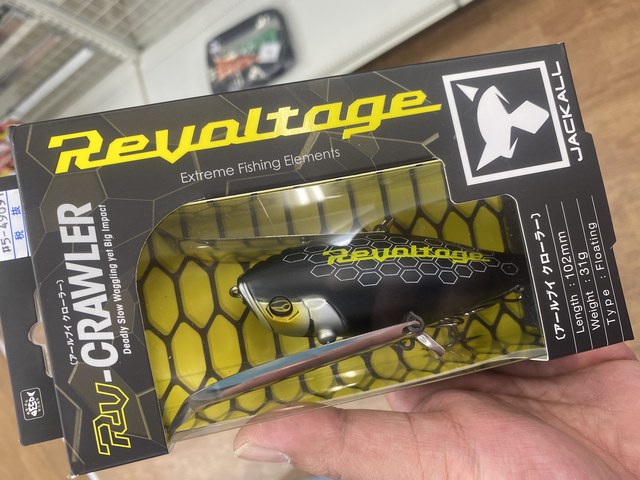 Revoltage
Extreme Fishing Elements
JACKALL
RV-CRAWLER
Deadly Slow Waggling yet Big Impact
(アールブイ クローラー)
Revoltage
(アールブイ クローラー)
Length : 102mm
Weight : 31g
Type : Floating
税 抜